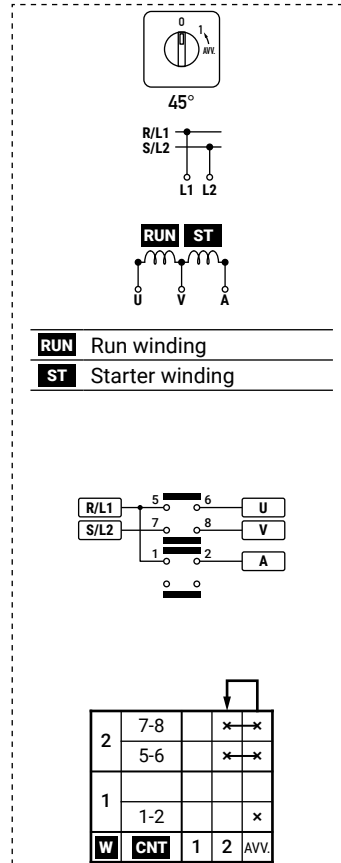 0
1
AVV.
45°
R/L1
S/L2
L1 L2
RUN ST
U V A
RUN Run winding
ST Starter winding
R/L1 5 6 U
S/L2 7 8 V
1 2 A
2 7-8 × ×
5-6 × ×
1
1-2 ×
W CNT 1 2 AVV.